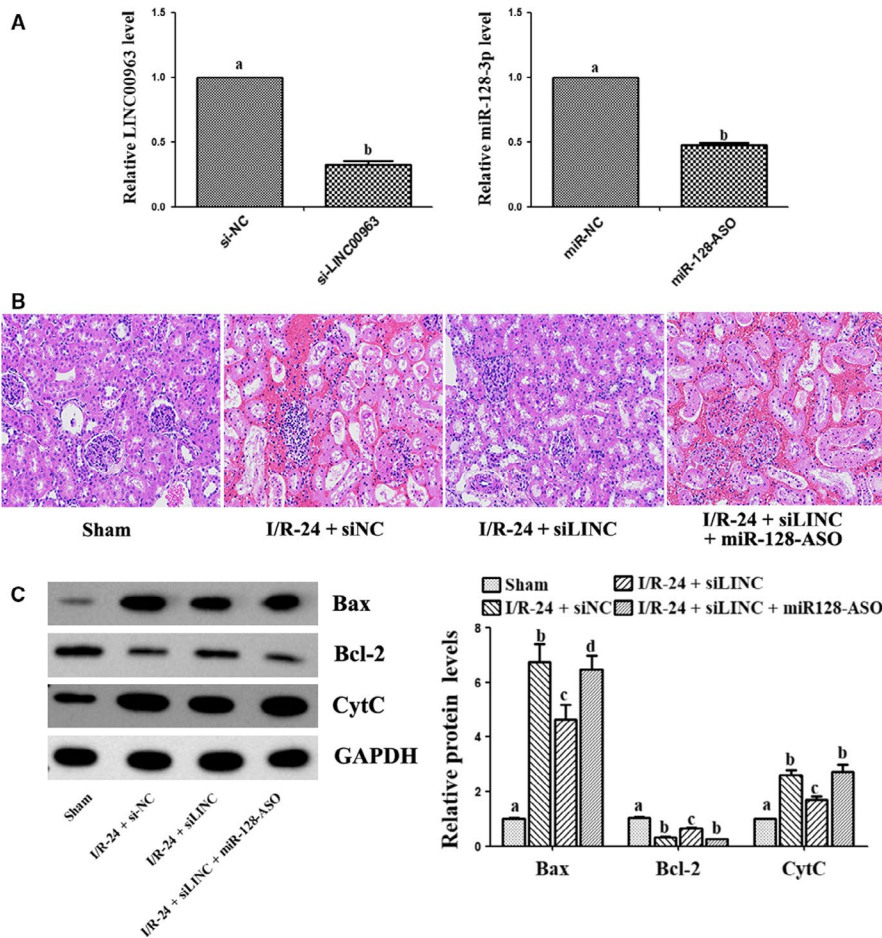 A
Relative LINC00963 level
1.5
1.0
0.5
0.0
a
b
si-NC
si-LINC00963
Relative miR-128-3p level
1.5
1.0
0.5
0.0
a
b
miR-NC
miR-128-ASO
B
Sham
I/R-24 + siNC
I/R-24 + siLINC
I/R-24 + siLINC
+ miR-128-ASO
C
Bax
Bcl-2
CytC
GAPDH
Sham
I/R-24 + si-NC
I/R-24 + siLINC
I/R-24 + siLINC + miR-128-ASO
Sham
I/R-24 + siLINC
I/R-24 + siNC
I/R-24 + siLINC + miR128-ASO
Relative protein levels
8
6
4
2
0
a
b
c
d
a
b
c
b
a
b
c
b
Bax
Bcl-2
CytC